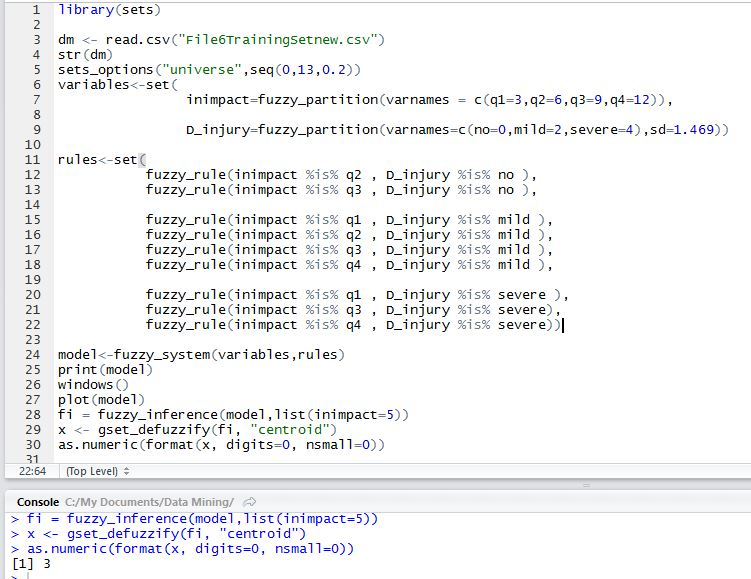 1 library(sets)
2
3 dm <- read.csv("File6TrainingSetnew.csv")
4 str(dm)
5 sets_options("universe",seq(0,13,0.2))
6 variables<-set(
7 inimpact=fuzzy_partition(varnames = c(q1=3,q2=6,q3=9,q4=12)),
8
9 D_injury=fuzzy_partition(varnames=c(no=0,mild=2,severe=4),sd=1.469))
10
11 rules<-set(
12 fuzzy_rule(inimpact %is% q2 , D_injury %is% no ),
13 fuzzy_rule(inimpact %is% q3 , D_injury %is% no ),
14
15 fuzzy_rule(inimpact %is% q1 , D_injury %is% mild ),
16 fuzzy_rule(inimpact %is% q2 , D_injury %is% mild ),
17 fuzzy_rule(inimpact %is% q3 , D_injury %is% mild ),
18 fuzzy_rule(inimpact %is% q4 , D_injury %is% mild ),
19
20 fuzzy_rule(inimpact %is% q1 , D_injury %is% severe ),
21 fuzzy_rule(inimpact %is% q3 , D_injury %is% severe),
22 fuzzy_rule(inimpact %is% q4 , D_injury %is% severe))
23
24 model<-fuzzy_system(variables,rules)
25 print(model)
26 windows()
27 plot(model)
28 fi = fuzzy_inference(model,list(inimpact=5))
29 x <- gset_defuzzify(fi, "centroid")
30 as.numeric(format(x, digits=0, nsmall=0))
31
22:64 (Top Level)
Console C:/My Documents/Data Mining/
> fi = fuzzy_inference(model,list(inimpact=5))
> x <- gset_defuzzify(fi, "centroid")
> as.numeric(format(x, digits=0, nsmall=0))
[1] 3
>